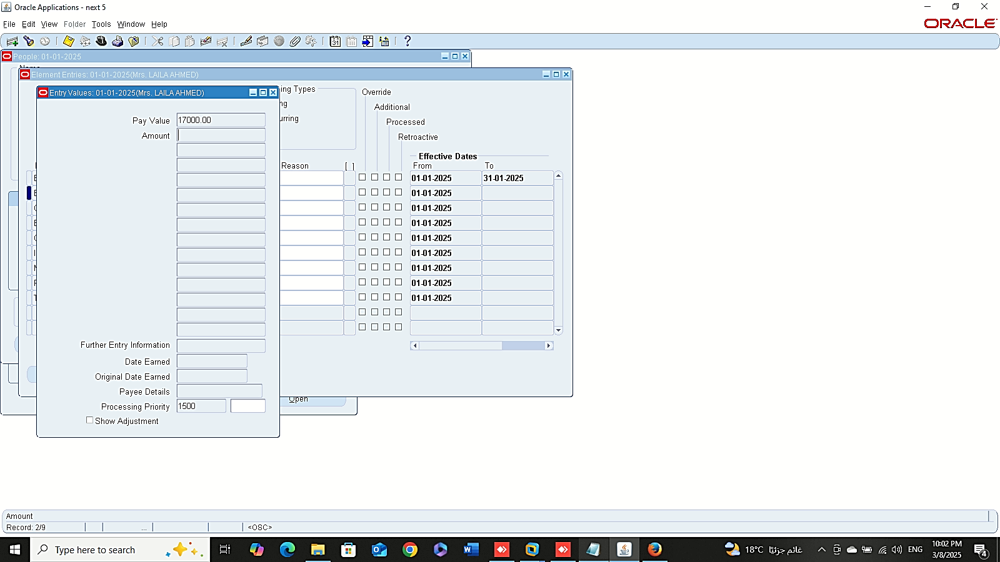 Oracle Applications - next 5
File Edit View Folder Tools Window Help
ORACLE
People: 01-01-2025
Name
Element Entries: 01-01-2025(Mrs. LAILA AHMED)
Entry Values: 01-01-2025(Mrs. LAILA AHMED)
ing Types
ng
urring
Override
Additional
Processed
Retroactive
Pay Value 17000.00
Amount
Effective Dates
Reason [ ] From To
01-01-2025 31-01-2025
01-01-2025
01-01-2025
01-01-2025
01-01-2025
01-01-2025
01-01-2025
01-01-2025
01-01-2025
Further Entry Information
Date Earned
Original Date Earned
Payee Details
Processing Priority 1500
Show Adjustment
Open
Amount
Record: 2/9 ... <OSC>
Type here to search
18°C غائم جزئيًا ENG
10:02 PM
3/8/2025
4